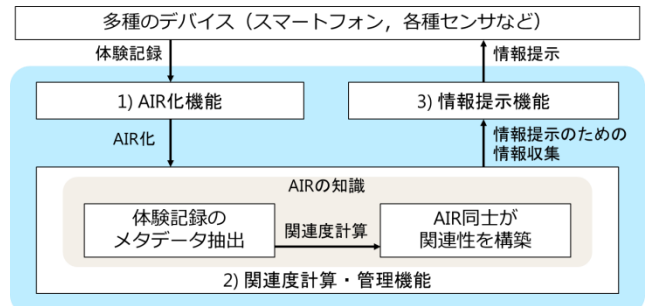 多種のデバイス（スマートフォン，各種センサなど）
体験記録
情報提示
1) AIR化機能
3) 情報提示機能
AIR化
情報提示のための
情報収集
AIRの知識
体験記録の
メタデータ抽出
関連度計算
AIR同士が
関連性を構築
2) 関連度計算・管理機能